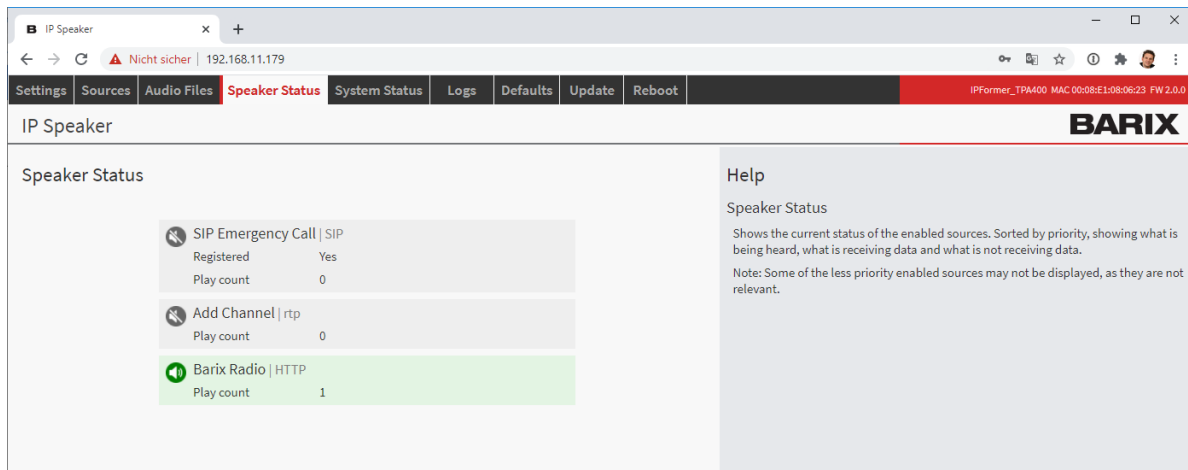 B IP Speaker
Nicht sicher | 192.168.11.179
Settings Sources Audio Files Speaker Status System Status Logs Defaults Update Reboot IPFormer_TPA400 MAC 00:08:E1:08:06:23 FW 2.0.0
IP Speaker BARIX
Speaker Status
SIP Emergency Call | SIP
Registered Yes
Play count 0
Add Channel | rtp
Play count 0
Barix Radio | HTTP
Play count 1
Help
Speaker Status
Shows the current status of the enabled sources. Sorted by priority, showing what is
being heard, what is receiving data and what is not receiving data.
Note: Some of the less priority enabled sources may not be displayed, as they are not
relevant.